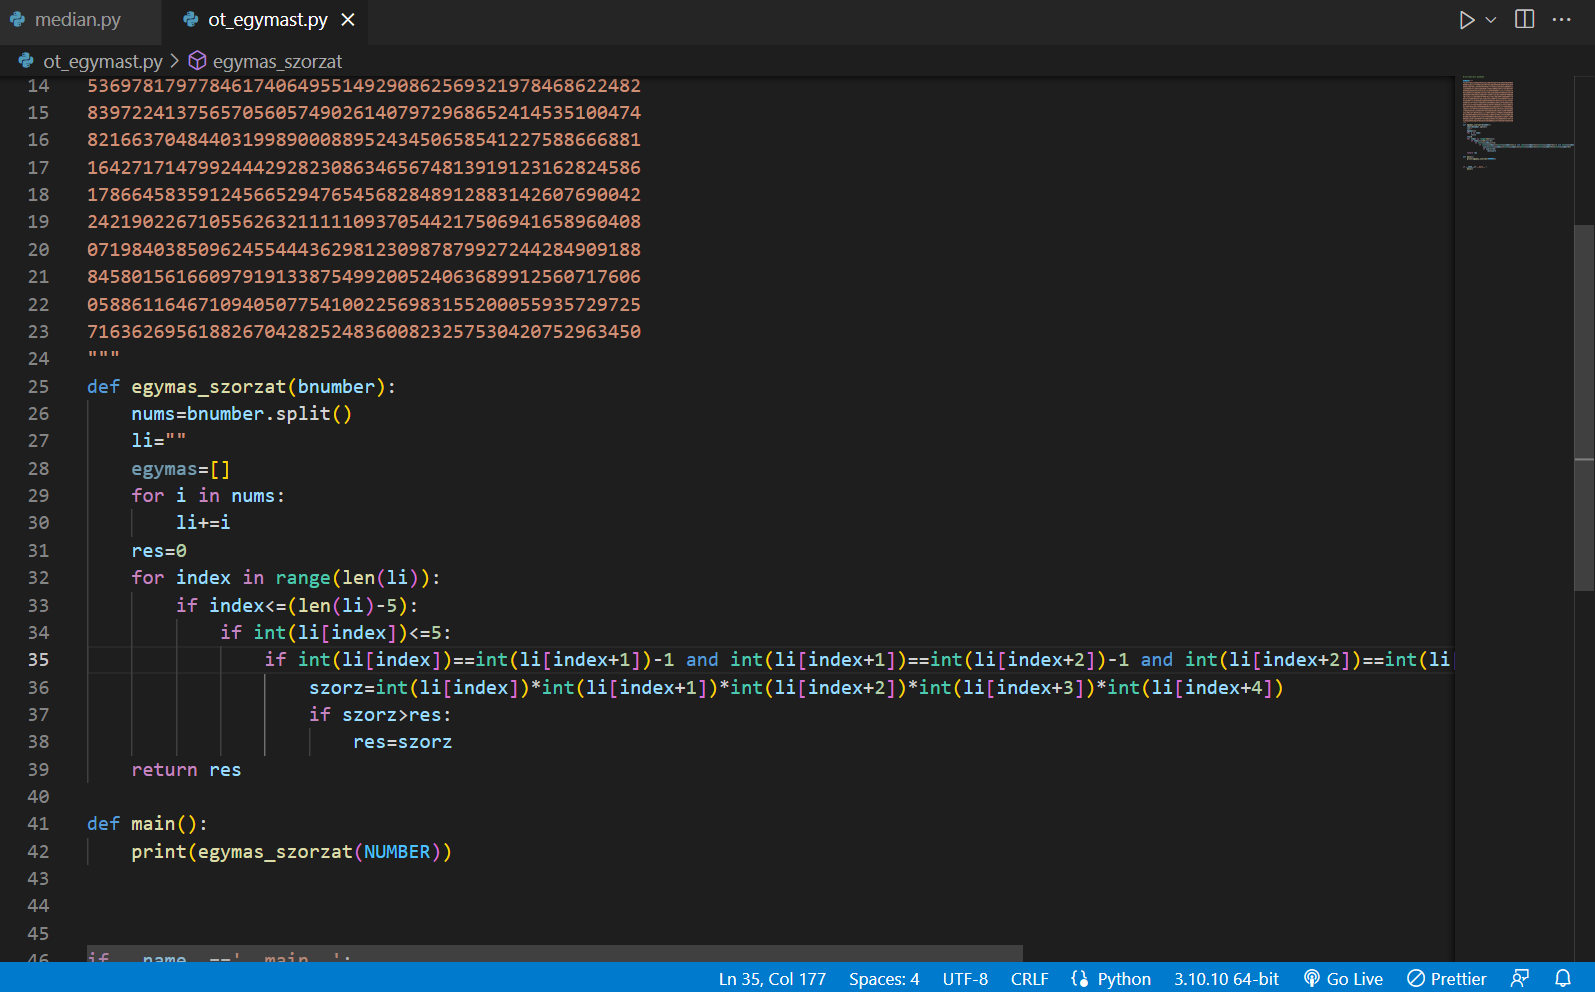 median.py ot_egymast.py
ot_egymast.py > egymas_szorzat
14 53697817977846174064955149290862569321978468622482
15 83972241375657056057490261407972968652414535100474
16 82166370484403199890008895243450658541227588666881
17 16427171479924442928230863465674813919123162824586
18 17866458359124566529476545682848912883142607690042
19 24219022671055626321111109370544217506941658960408
20 07198403850962455444362981230987879927244284909188
21 84580156166097919133875499200524063689912560717606
22 05886116467109405077541002256983155200055935729725
23 71636269561882670428252483600823257530420752963450
24 """
25 def egymas_szorzat(bnumber):
26 nums=bnumber.split()
27 li=""
28 egymas=[]
29 for i in nums:
30 li+=i
31 res=0
32 for index in range(len(li)):
33 if index<=(len(li)-5):
34 if int(li[index])<=5:
35 if int(li[index])==int(li[index+1])-1 and int(li[index+1])==int(li[index+2])-1 and int(li[index+2])==int(li
36 szorz=int(li[index])*int(li[index+1])*int(li[index+2])*int(li[index+3])*int(li[index+4])
37 if szorz>res:
38 res=szorz
39 return res
40
41 def main():
42 print(egymas_szorzat(NUMBER))
43
44
45
46 if __name__=='__main__':
Ln 35, Col 177 Spaces: 4 UTF-8 CRLF Python 3.10.10 64-bit Go Live Prettier